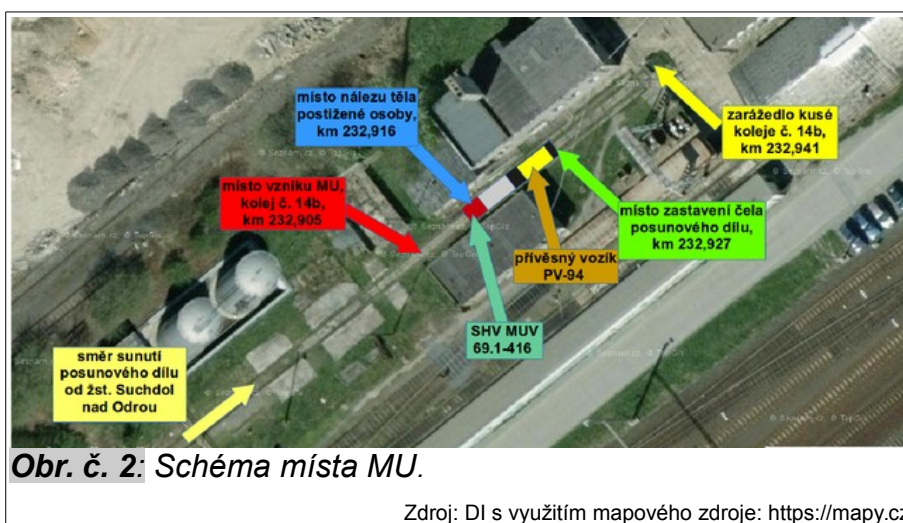 místo nálezu těla
postižené osoby,
km 232,916
zarážedlo kusé
koleje č. 14b,
km 232,941
místo vzniku MU,
kolej č. 14b,
km 232,905
místo zastavení čela
posunového dílu,
km 232,927
přívěsný vozík
PV-94
SHV MUV
69.1-416
směr sunutí
posunového dílu
od žst. Suchdol
nad Odrou
Obr. č. 2: Schéma místa MU.
Zdroj: DI s využitím mapového zdroje: https://mapy.cz